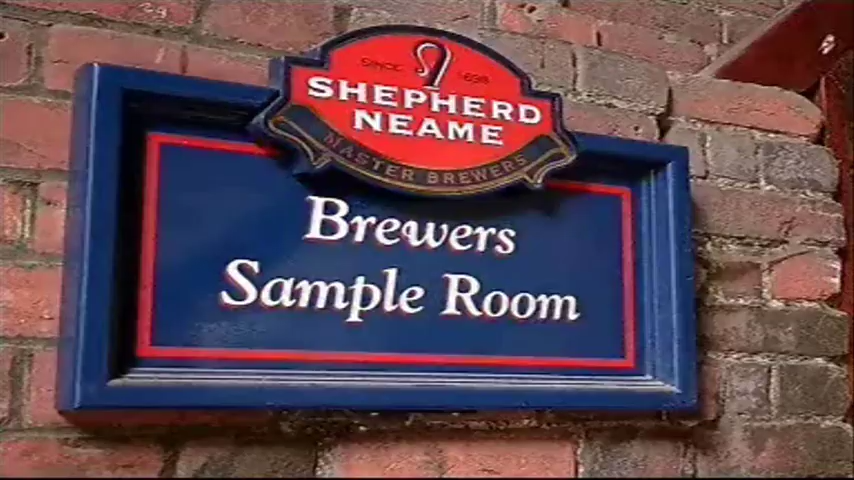 SINCE 1698
SHEPHERD
NEAME
MASTER BREWERS
Brewers
Sample Room